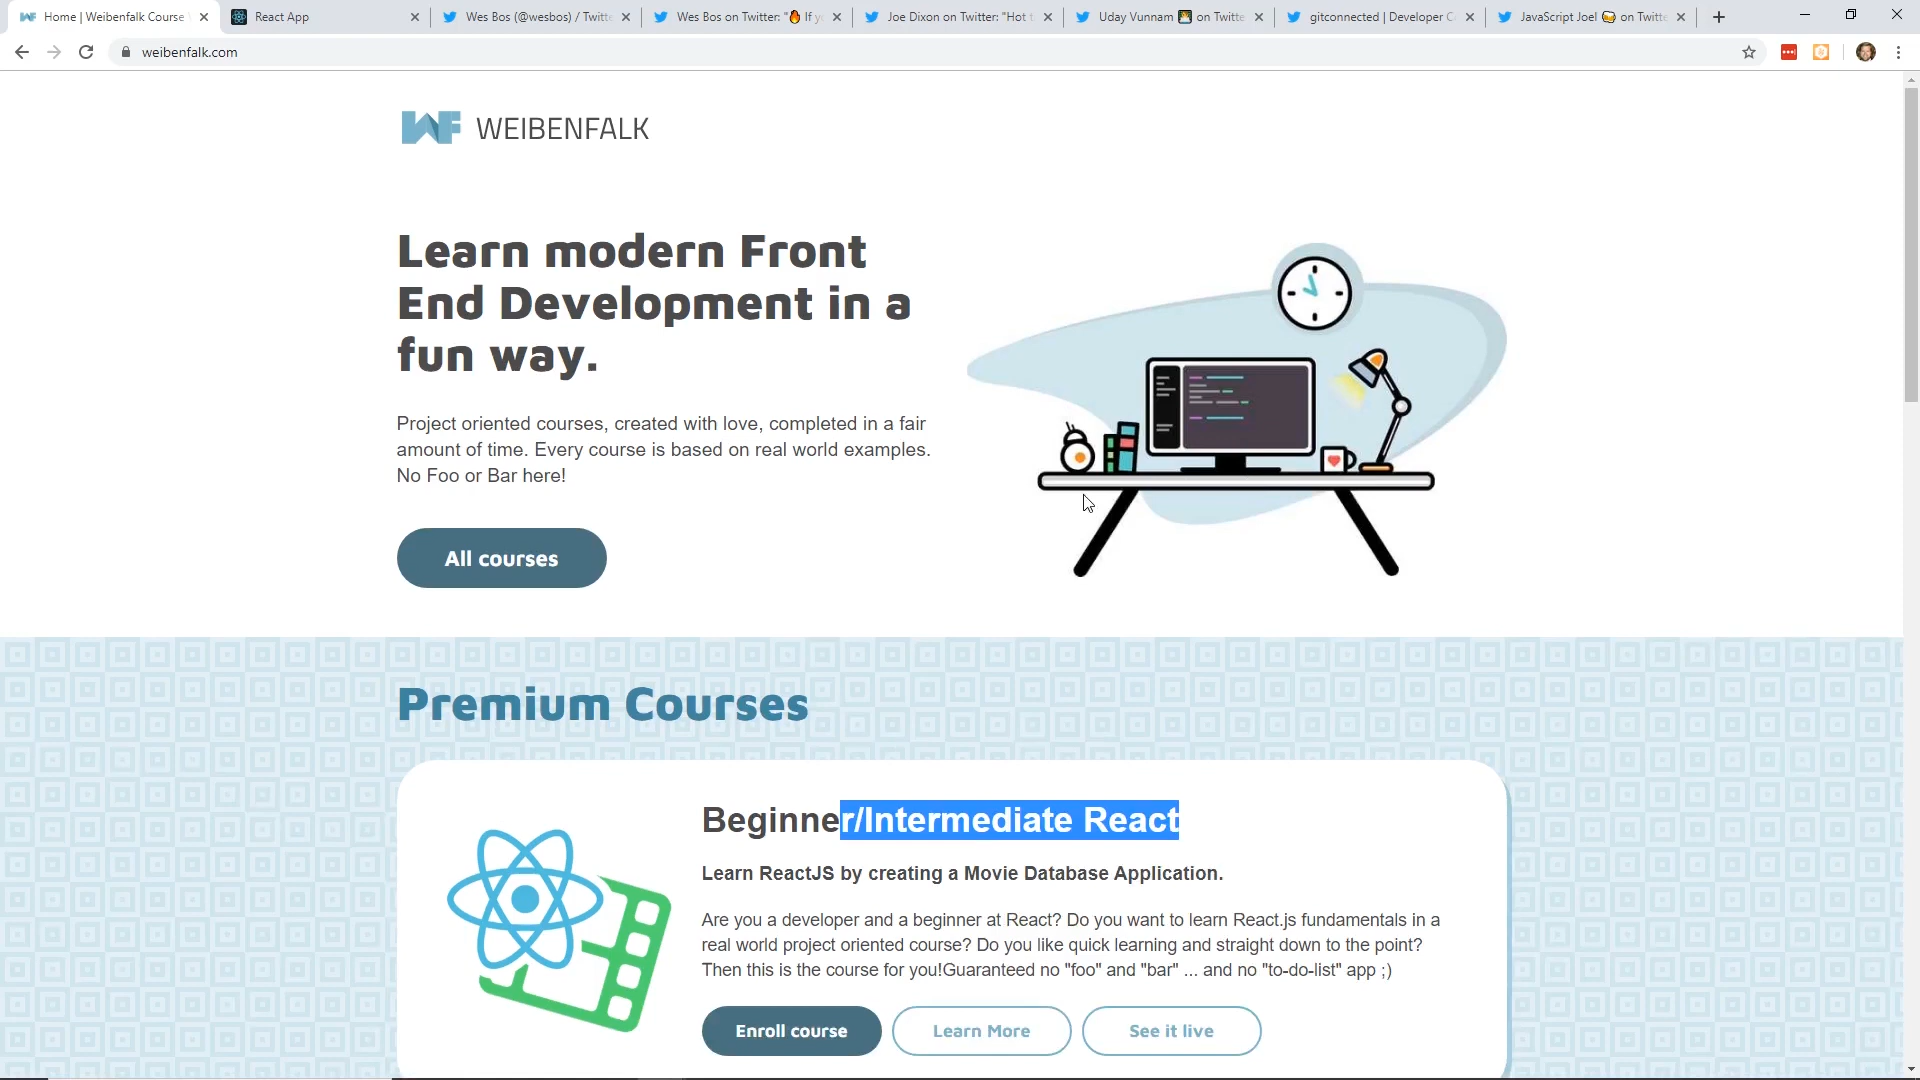 Home | Weibenfalk Course
React App
Wes Bos (@wesbos) / Twitte
Wes Bos on Twitter: "🔥 If y
Joe Dixon on Twitter: "Hot t
Uday Vunnam on Twitte
gitconnected | Developer C
JavaScript Joel on Twitte
weibenfalk.com
WEIBENFALK
Learn modern Front
End Development in a
fun way.
Project oriented courses, created with love, completed in a fair
amount of time. Every course is based on real world examples.
No Foo or Bar here!
All courses
Premium Courses
Beginner/Intermediate React
Learn ReactJS by creating a Movie Database Application.
Are you a developer and a beginner at React? Do you want to learn React.js fundamentals in a
real world project oriented course? Do you like quick learning and straight down to the point?
Then this is the course for you!Guaranteed no "foo" and "bar" ... and no "to-do-list" app ;)
Enroll course
Learn More
See it live